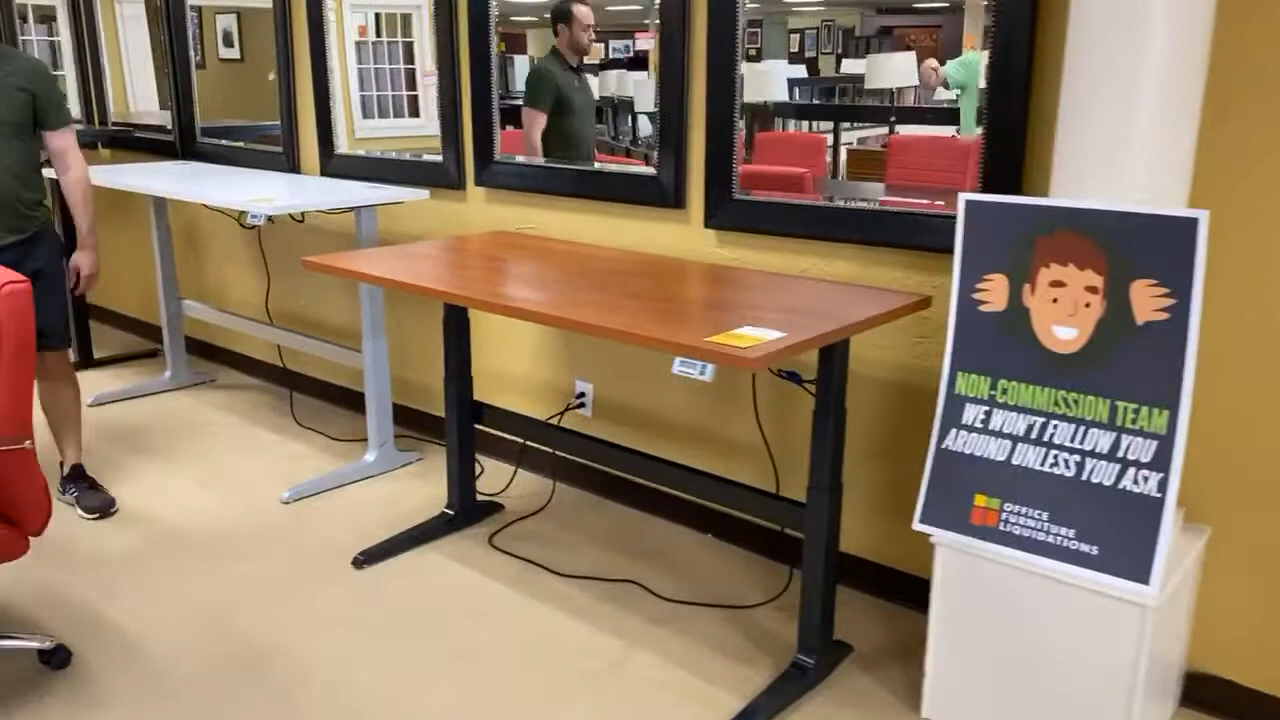 NON-COMMISSION TEAM
WE WON'T FOLLOW YOU
AROUND UNLESS YOU ASK.
OFFICE
FURNITURE
LIQUIDATIONS